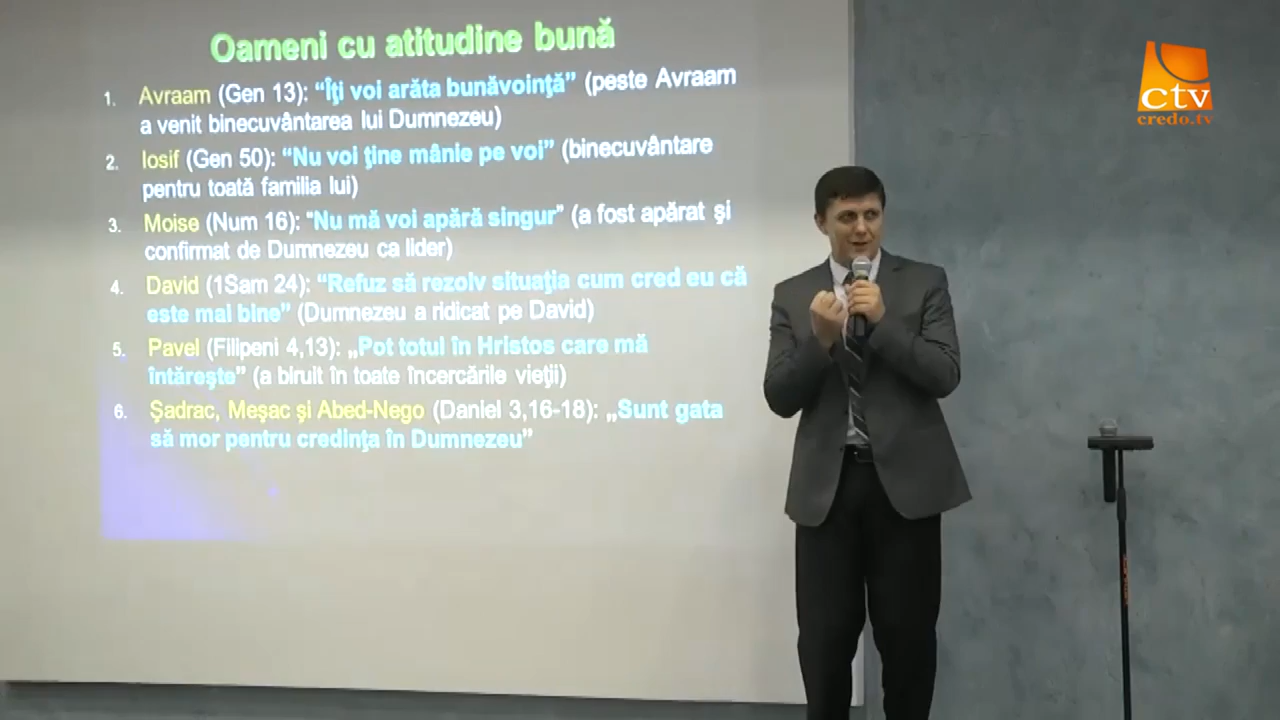 Oameni cu atitudine bună
1. Avraam (Gen 13): “Îţi voi arăta bunăvoinţă” (peste Avraam
a venit binecuvântarea lui Dumnezeu)
2. Iosif (Gen 50): “Nu voi ţine mânie pe voi” (binecuvântare
pentru toată familia lui)
3. Moise (Num 16): “Nu mă voi apăra singur” (a fost apărat şi
confirmat de Dumnezeu ca lider)
4. David (1Sam 24): “Refuz să rezolv situaţia cum cred eu că
este mai bine” (Dumnezeu a ridicat pe David)
5. Pavel (Filipeni 4,13): „Pot totul în Hristos care mă
întăreşte” (a biruit în toate încercările vieţii)
6. Şadrac, Meşac şi Abed-Nego (Daniel 3,16-18): „Sunt gata
să mor pentru credinţa în Dumnezeu”
ctv
credo.tv